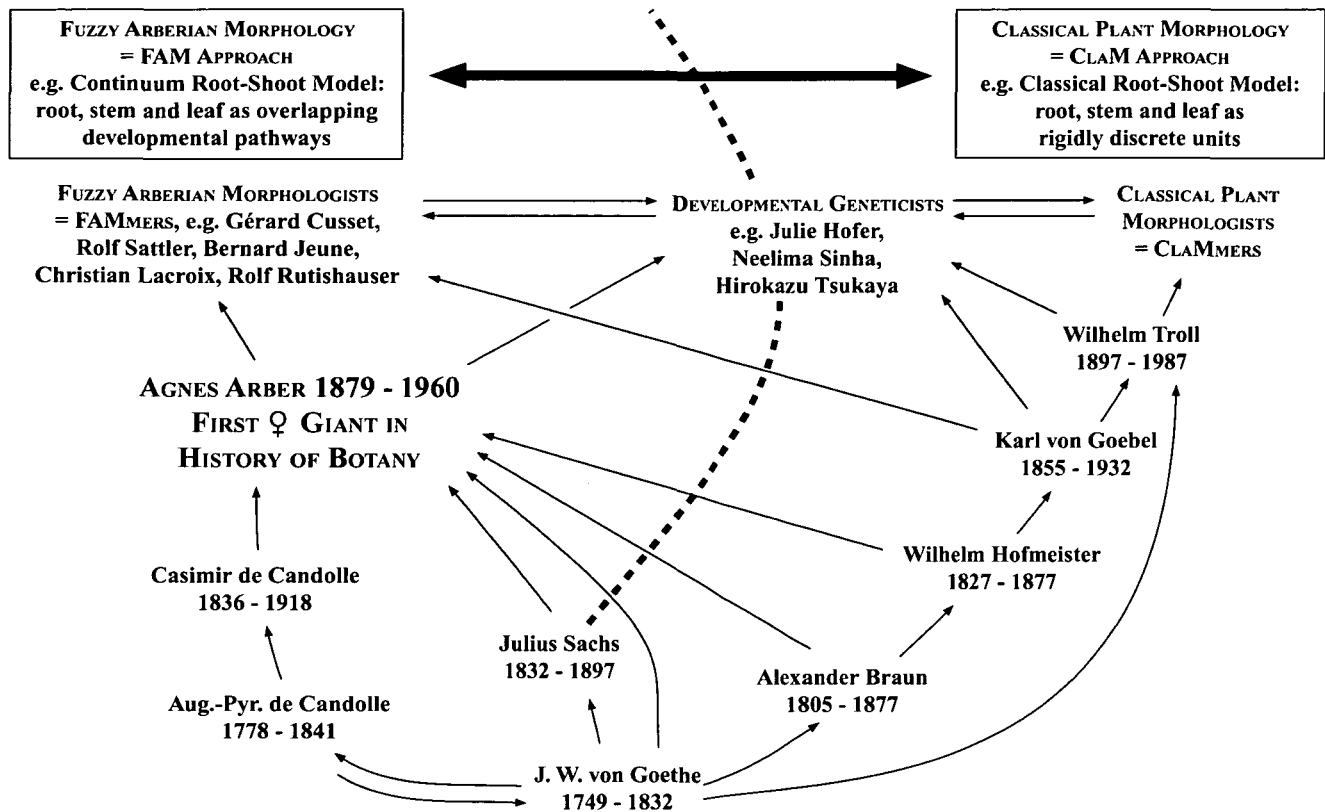 FUZZY ARBERIAN MORPHOLOGY
= FAM APPROACH
e.g. Continuum Root-Shoot Model:
root, stem and leaf as overlapping
developmental pathways
CLASSICAL PLANT MORPHOLOGY
= CLAM APPROACH
e.g. Classical Root-Shoot Model:
root, stem and leaf as
rigidly discrete units
FUZZY ARBERIAN MORPHOLOGISTS
= FAMMERS, e.g. Gérard Cusset,
Rolf Sattler, Bernard Jeune,
Christian Lacroix, Rolf Rutishauser
DEVELOPMENTAL GENETICISTS
e.g. Julie Hofer,
Neelima Sinha,
Hirokazu Tsukaya
CLASSICAL PLANT
MORPHOLOGISTS
= CLAMMERS
Wilhelm Troll
1897 - 1987
AGNES ARBER 1879 - 1960
FIRST ♀ GIANT IN
HISTORY OF BOTANY
Karl von Goebel
1855 - 1932
Wilhelm Hofmeister
1827 - 1877
Casimir de Candolle
1836 - 1918
Julius Sachs
1832 - 1897
Alexander Braun
1805 - 1877
Aug.-Pyr. de Candolle
1778 - 1841
J. W. von Goethe
1749 - 1832